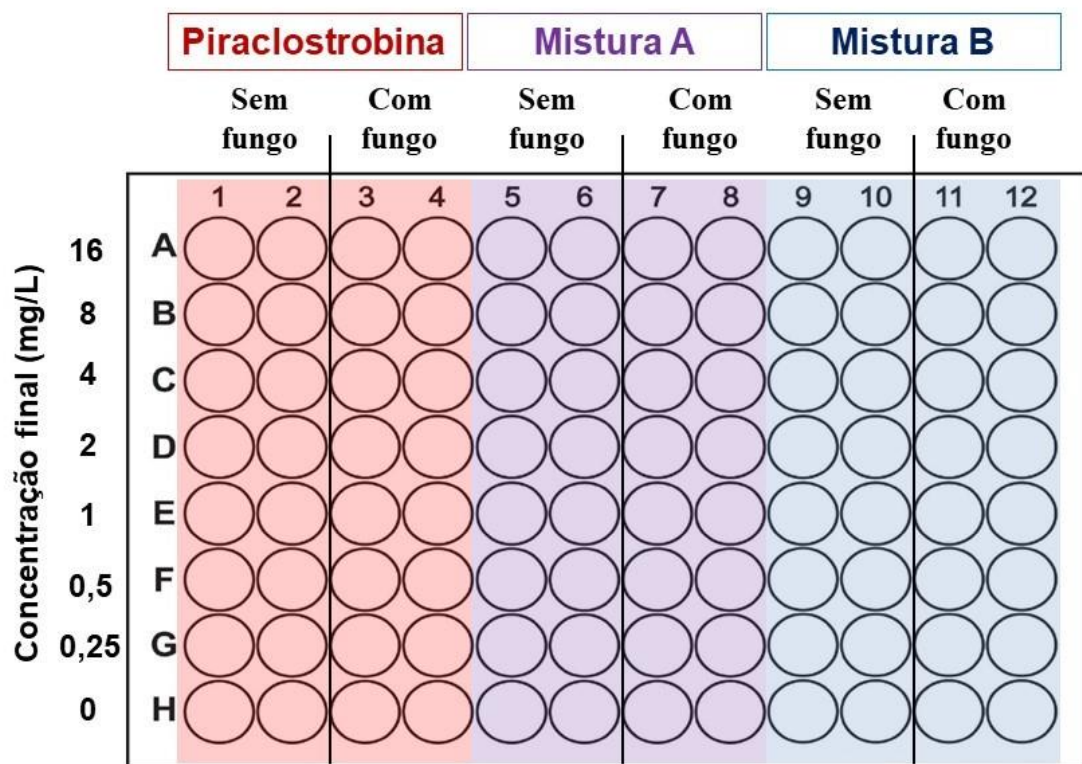 Piraclostrobina Mistura A Mistura B
Sem Com Sem Com Sem Com
fungo fungo fungo fungo fungo fungo
1 2 3 4 5 6 7 8 9 10 11 12
Concentração final (mg/L)
16 A
8 B
4 C
2 D
1 E
0,5 F
0,25 G
0 H